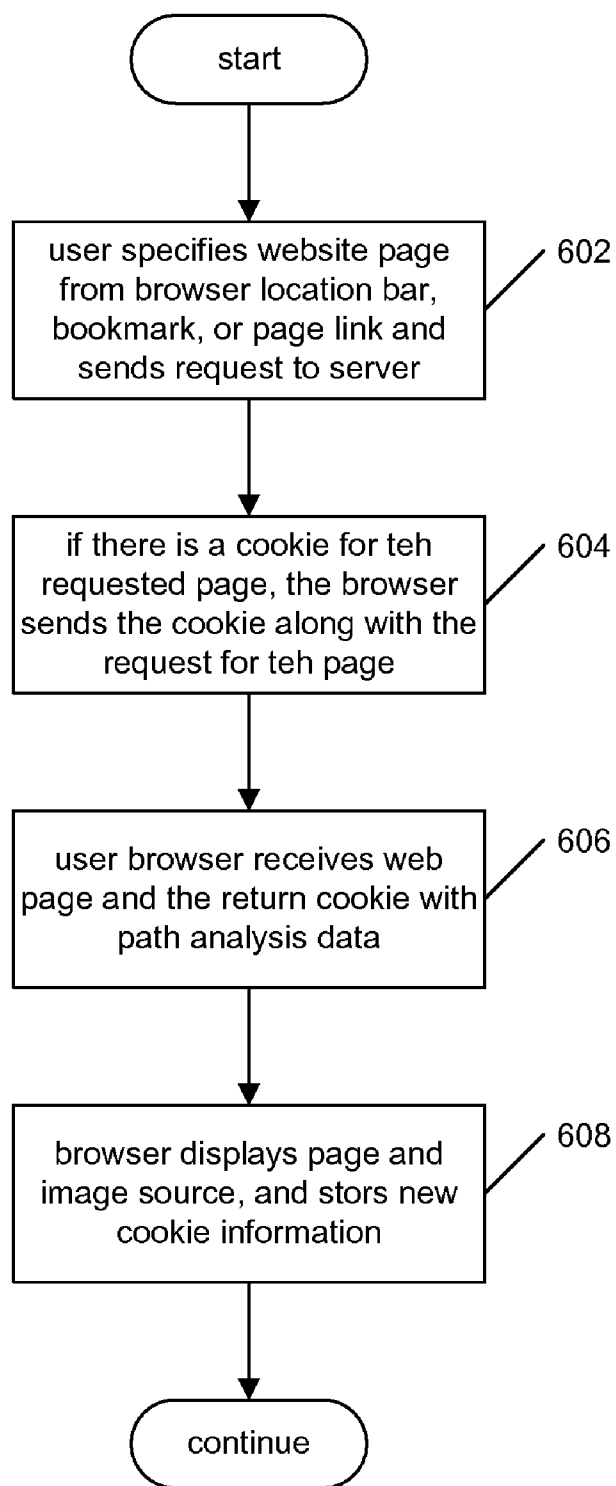 start
user specifies website page
from browser location bar,
bookmark, or page link and
sends request to server
602
if there is a cookie for teh
requested page, the browser
sends the cookie along with the
request for teh page
604
user browser receives web
page and the return cookie with
path analysis data
606
browser displays page and
image source, and stors new
cookie information
608
continue